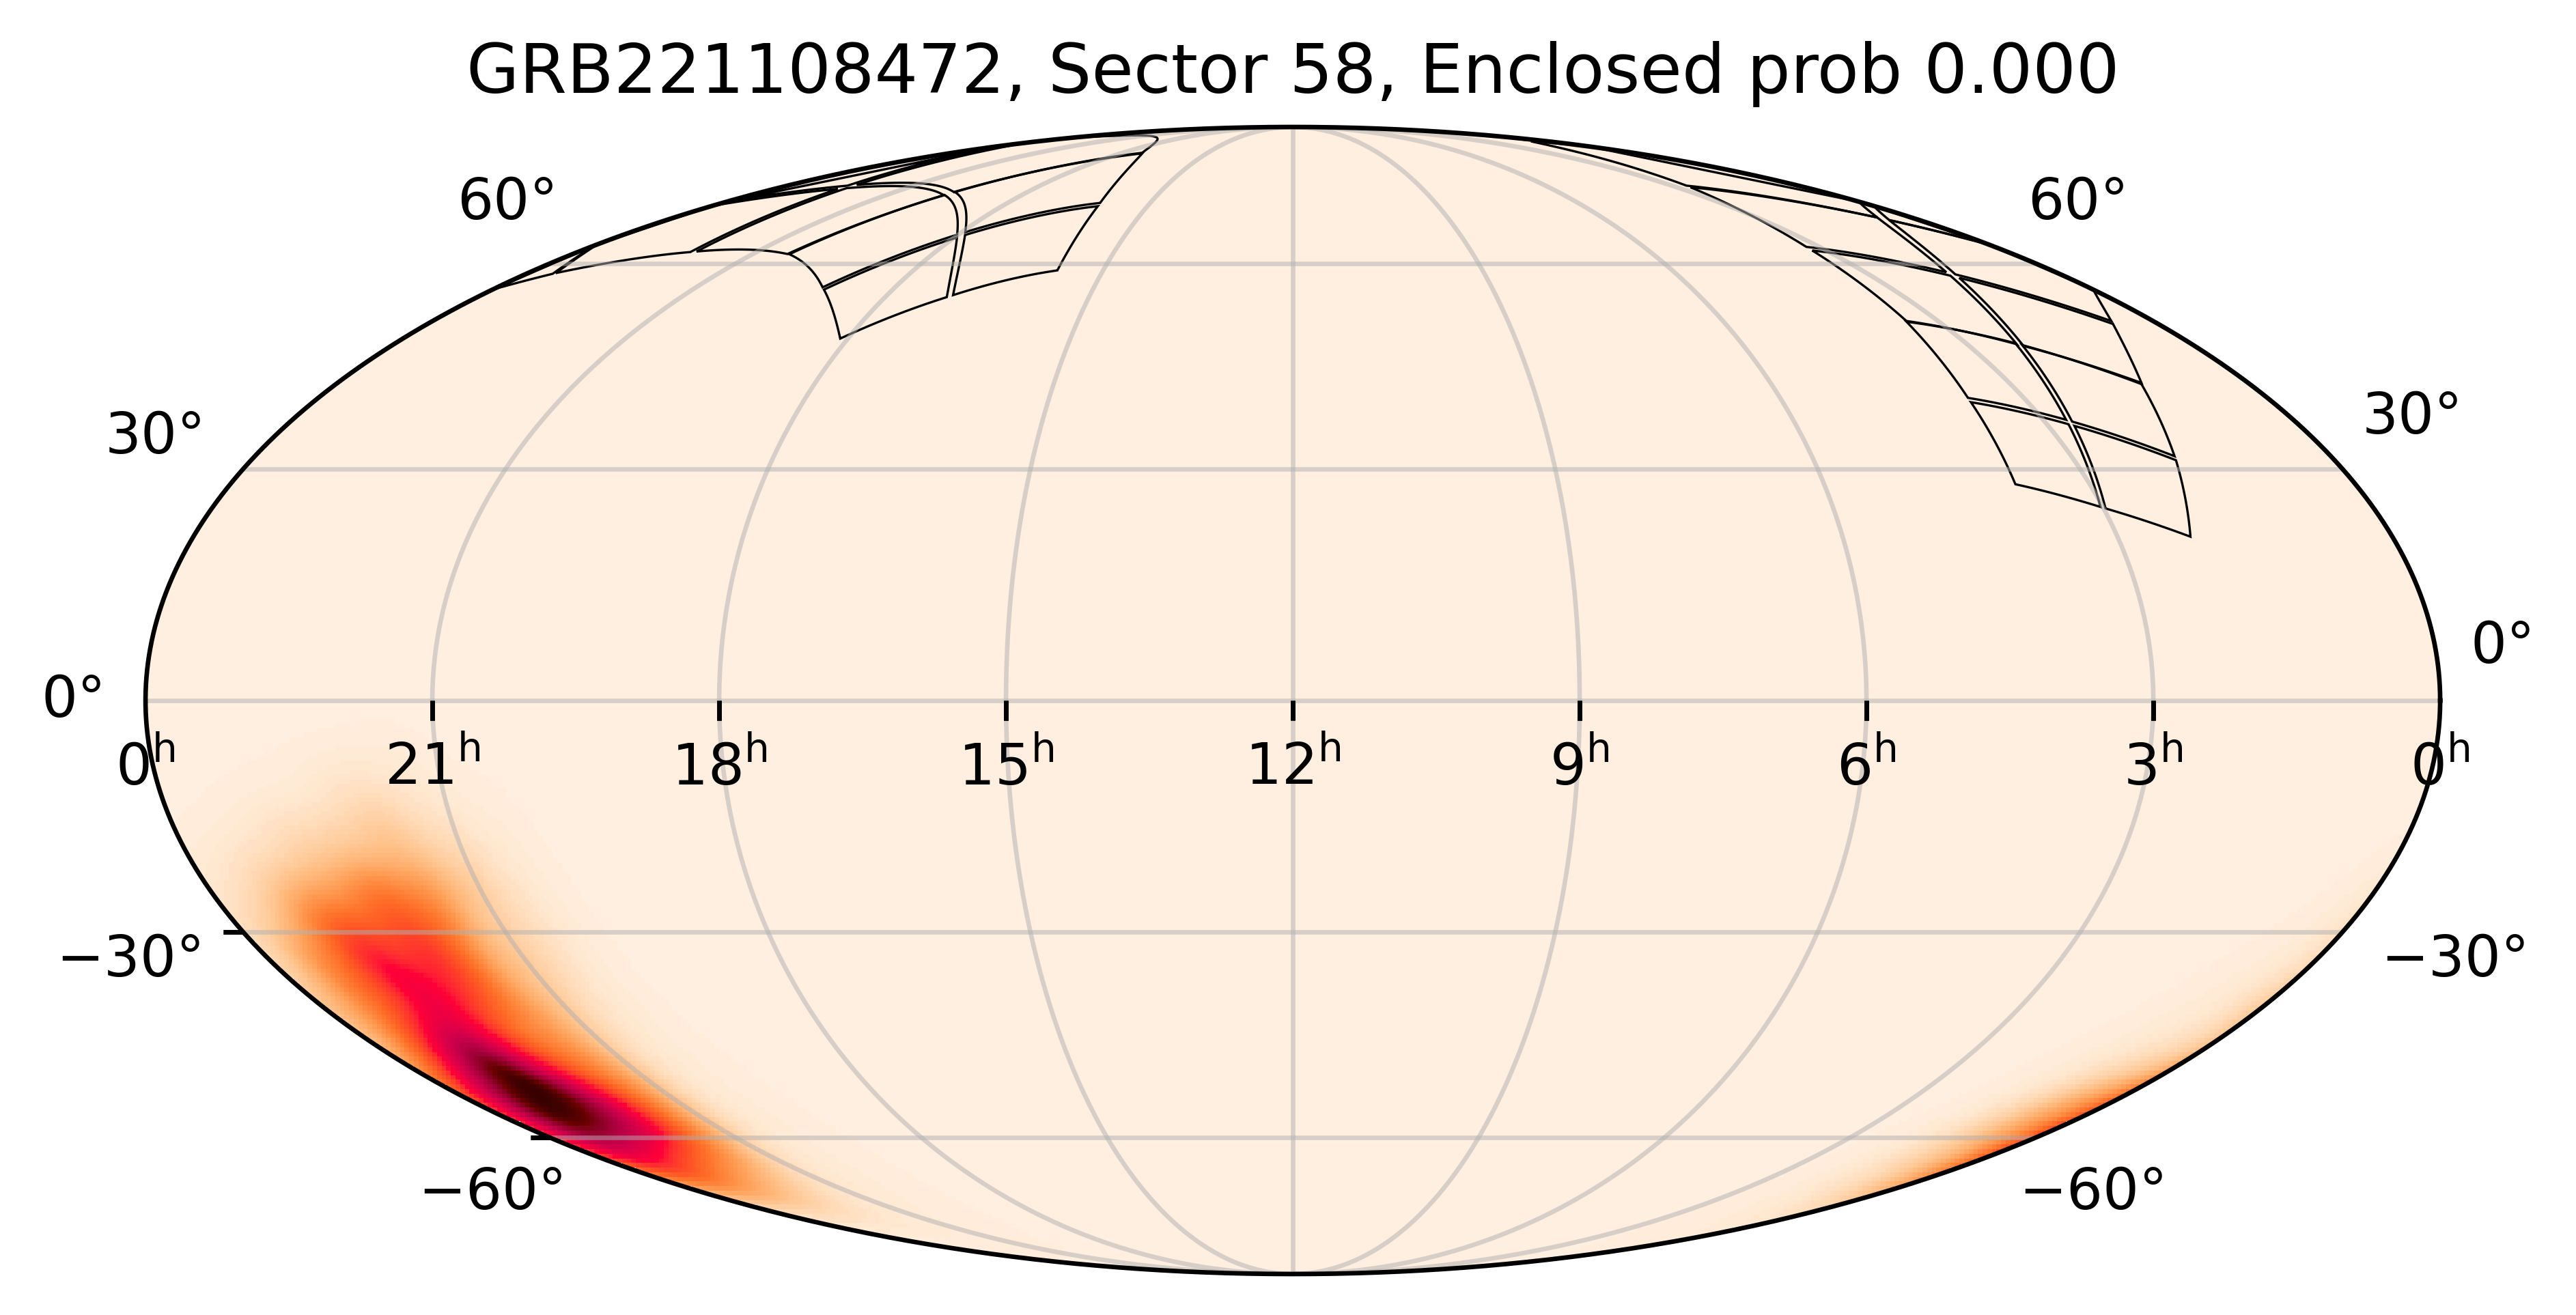 GRB221108472, Sector 58, Enclosed prob 0.000
60° 60°
30° 30°
0° 0°
0ʰ 21ʰ 18ʰ 15ʰ 12ʰ 9ʰ 6ʰ 3ʰ 0ʰ
−30° −30°
−60° −60°